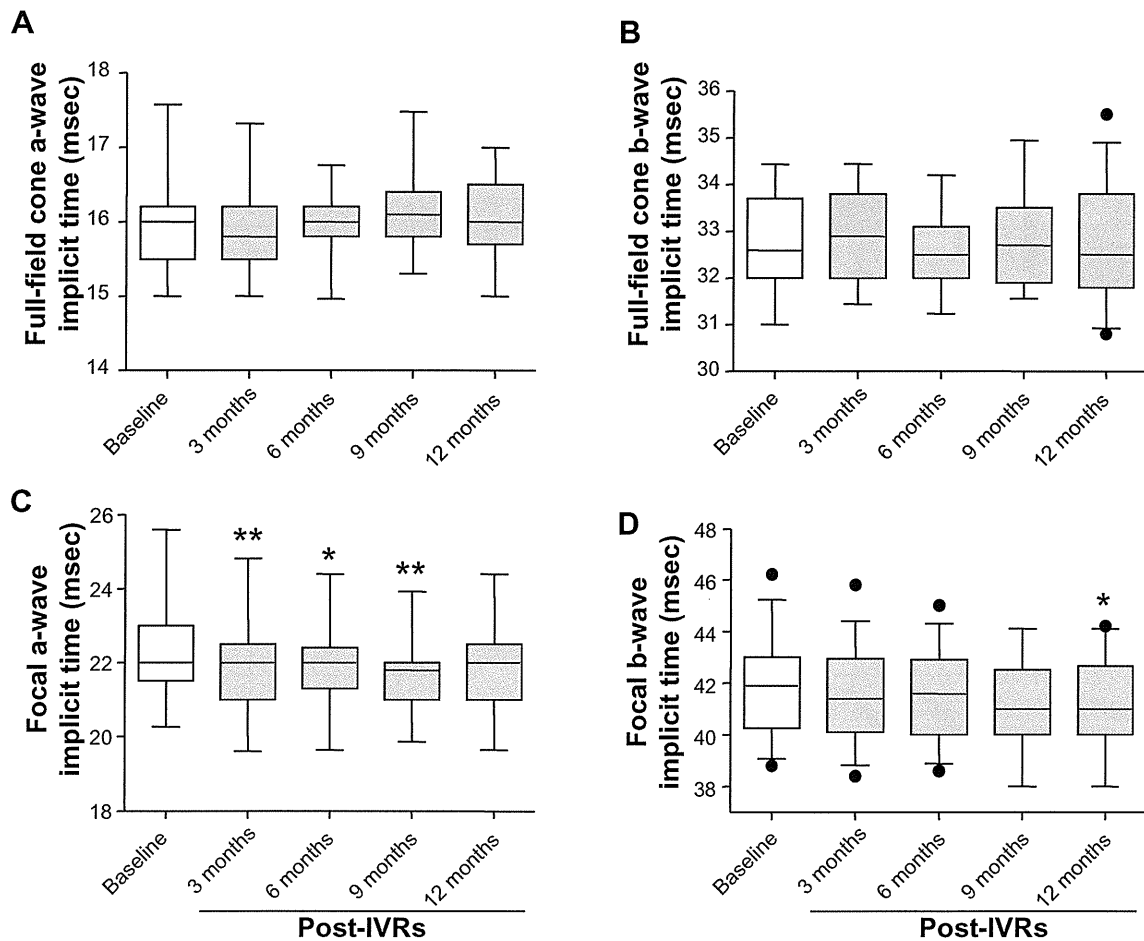 A
Full-field cone a-wave
implicit time (msec)
18
17
16
15
14
Baseline
3 months
6 months
9 months
12 months
B
Full-field cone b-wave
implicit time (msec)
36
35
34
33
32
31
30
Baseline
3 months
6 months
9 months
12 months
C
Focal a-wave
implicit time (msec)
26
24
22
20
18
**
*
**
Baseline
3 months
6 months
9 months
12 months
Post-IVRs
D
Focal b-wave
implicit time (msec)
48
46
44
42
40
38
*
Baseline
3 months
6 months
9 months
12 months
Post-IVRs